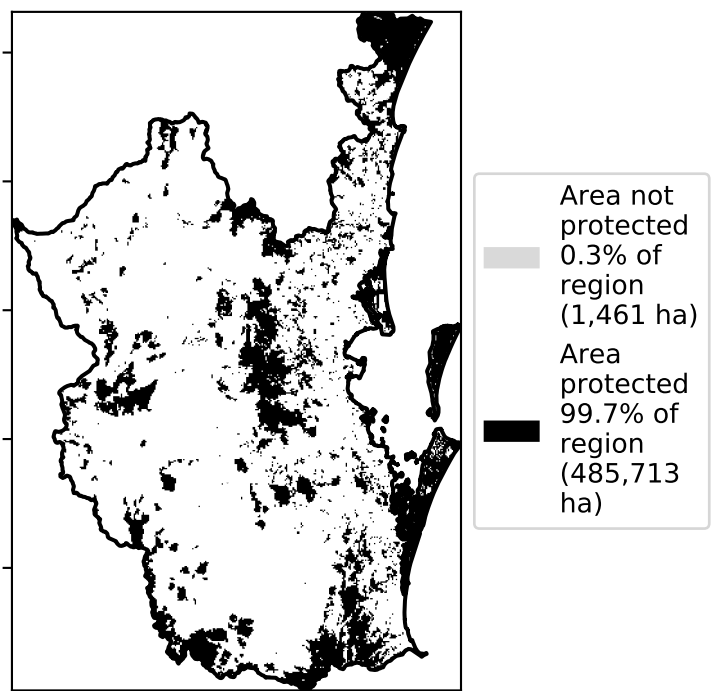 Area not
protected
0.3% of
region
(1,461 ha)
Area
protected
99.7% of
region
(485,713
ha)